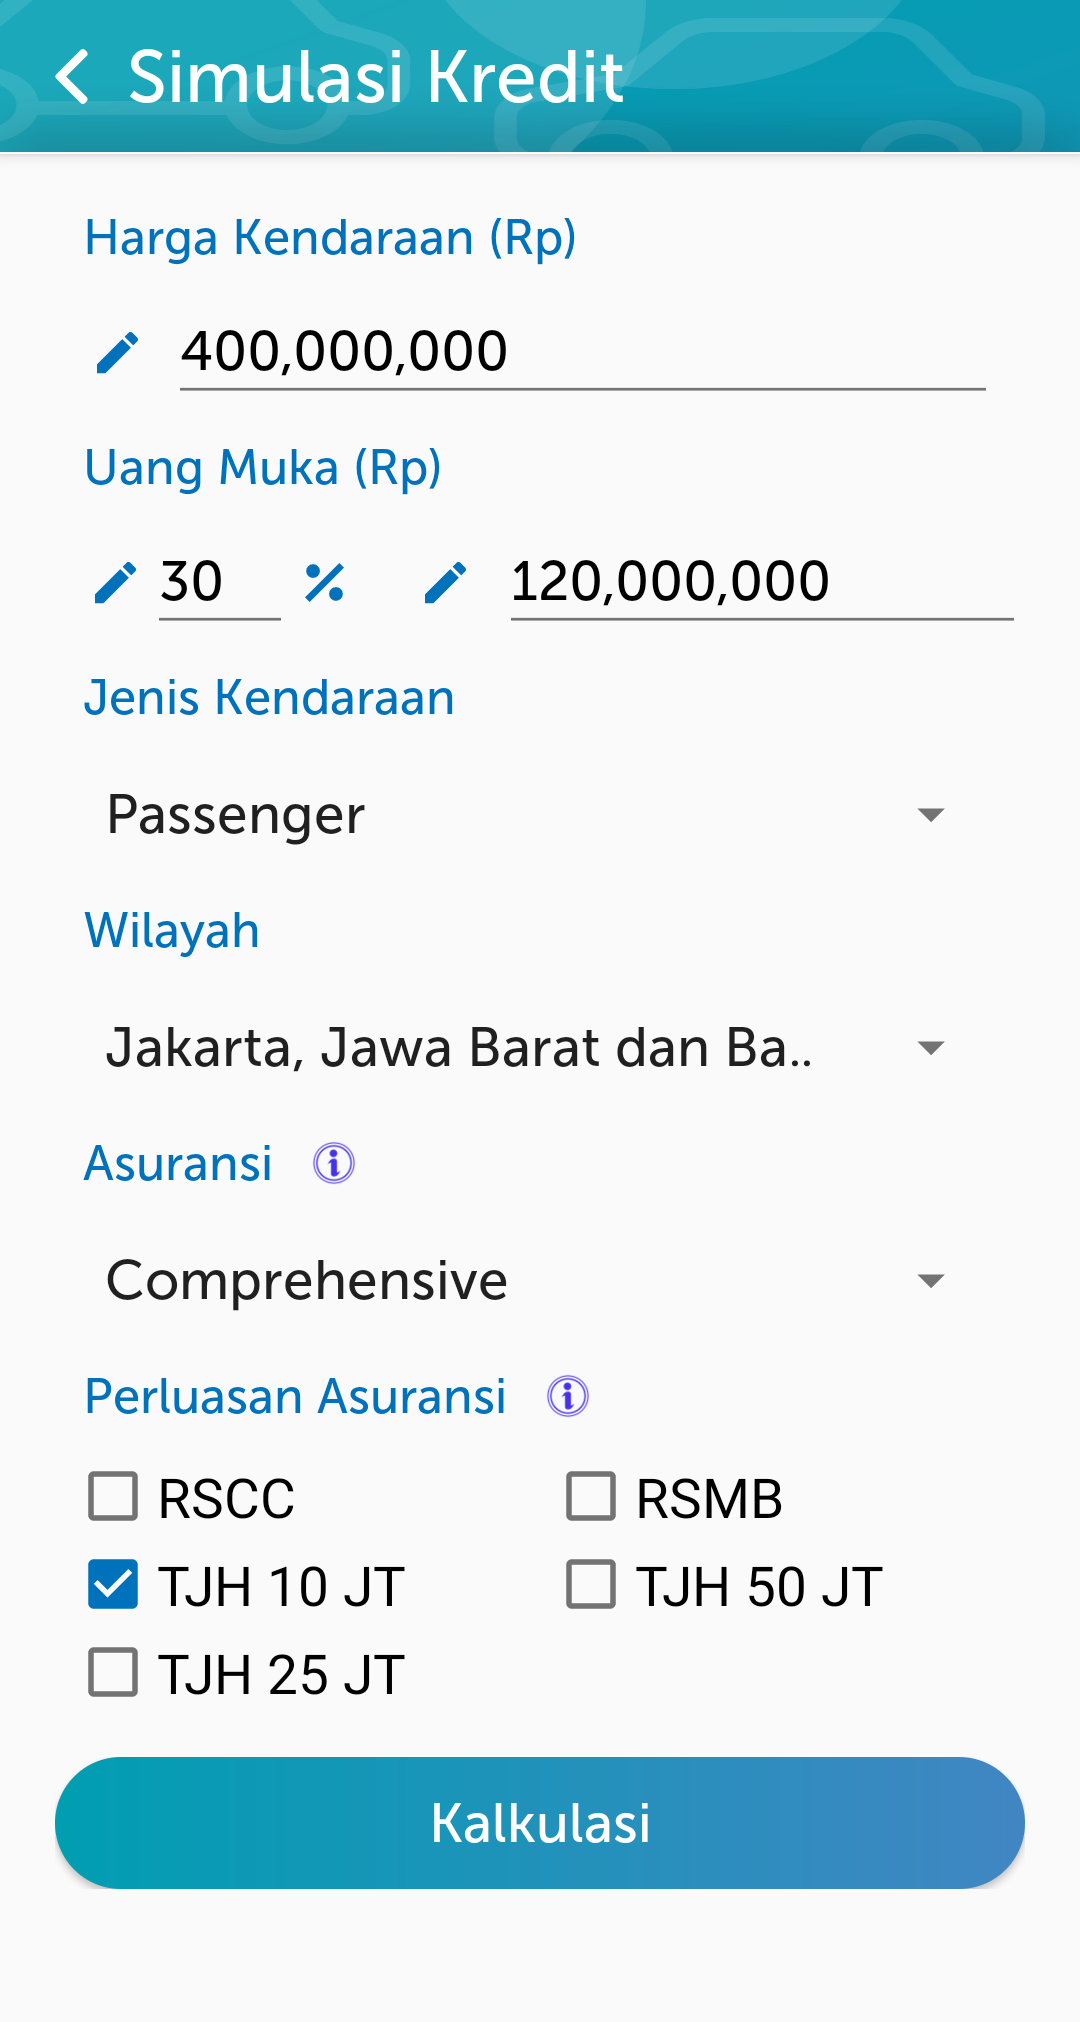 Simulasi Kredit
Harga Kendaraan (Rp)
400,000,000
Uang Muka (Rp)
30 % 120,000,000
Jenis Kendaraan
Passenger
Wilayah
Jakarta, Jawa Barat dan Ba..
Asuransi
Comprehensive
Perluasan Asuransi
RSCC RSMB
TJH 10 JT TJH 50 JT
TJH 25 JT
Kalkulasi